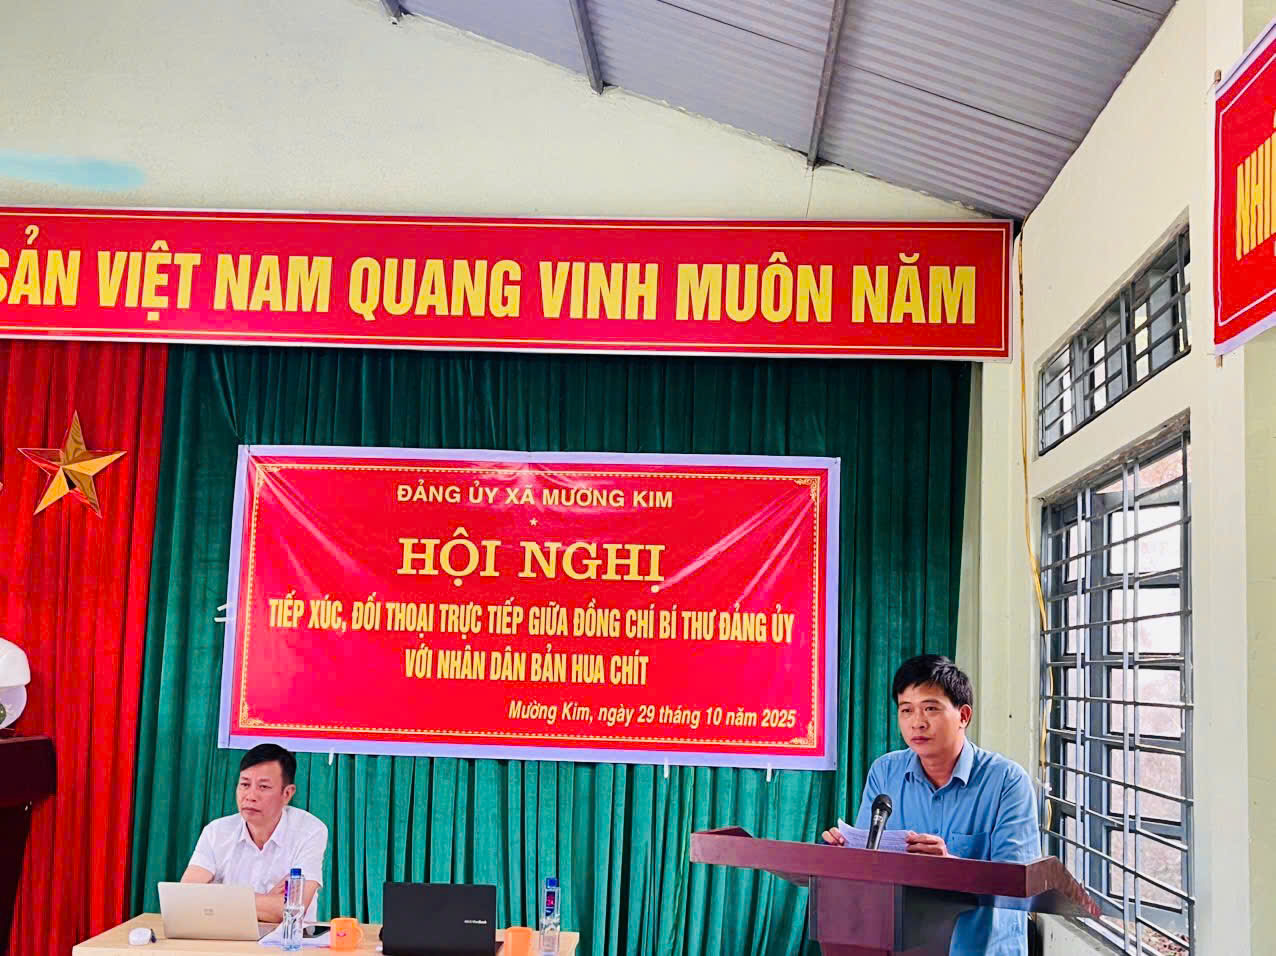 SẢN VIỆT NAM QUANG VINH MUÔN NĂM
ĐẢNG ỦY XÃ MƯỜNG KIM
HỘI NGHỊ
TIẾP XÚC, ĐỐI THOẠI TRỰC TIẾP GIỮA ĐỒNG CHÍ BÍ THƯ ĐẢNG ỦY
VỚI NHÂN DÂN BẢN HUA CHÍT
Mường Kim, ngày 29 tháng 10 năm 2025